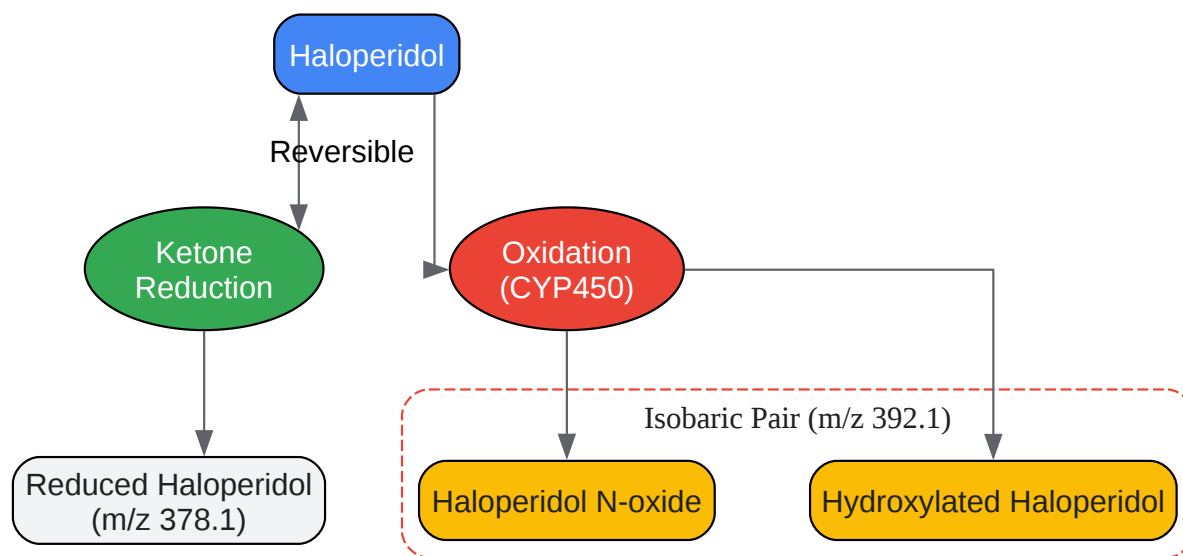 Haloperidol
Reversible
Ketone
Reduction
Oxidation
(CYP450)
Isobaric Pair (m/z 392.1)
Reduced Haloperidol
(m/z 378.1)
Haloperidol N-oxide
Hydroxylated Haloperidol